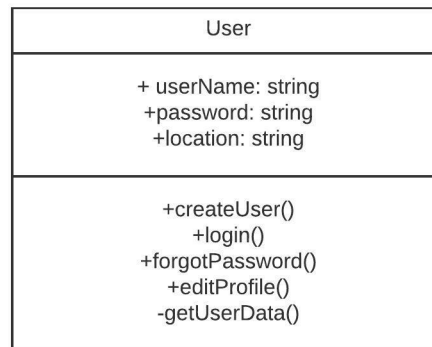 User
+ userName: string
+password: string
+location: string
+createUser()
+login()
+forgotPassword()
+editProfile()
-getUserData()